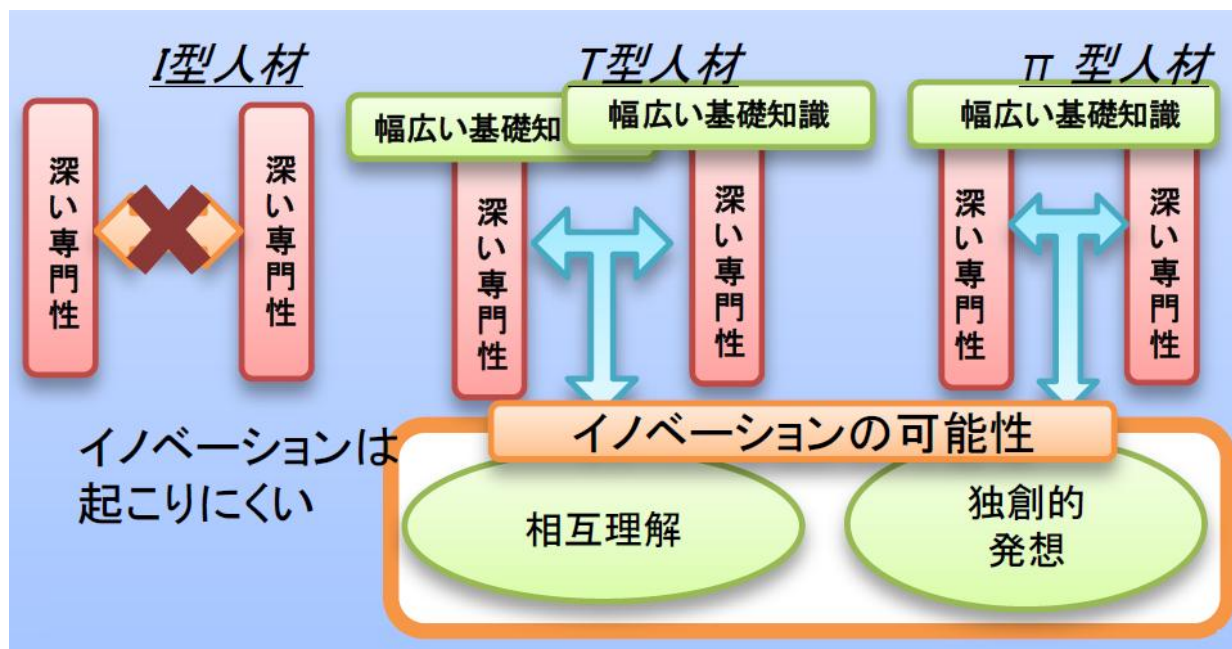 I型人材
深い専門性
深い専門性
イノベーションは
起こりにくい
T型人材
幅広い基礎知
幅広い基礎知識
深い専門性
深い専門性
π 型人材
幅広い基礎知識
深い専門性
深い専門性
イノベーションの可能性
相互理解
独創的
発想